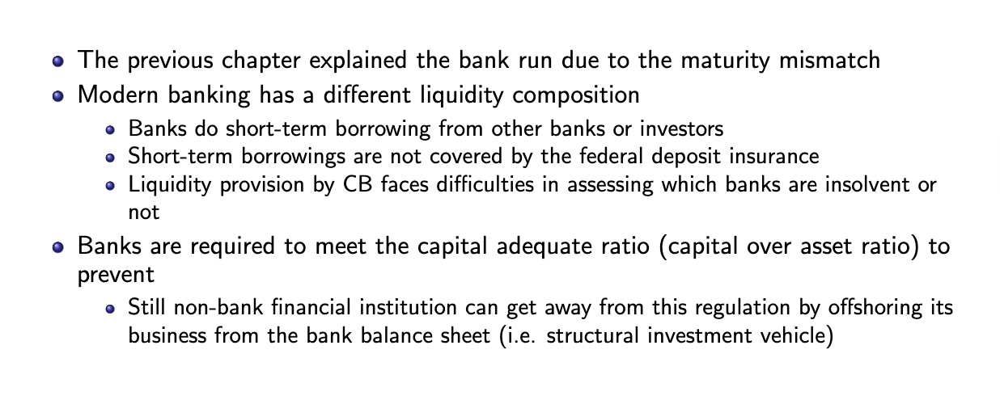 The previous chapter explained the bank run due to the maturity mismatch
Modern banking has a different liquidity composition
Banks do short-term borrowing from other banks or investors
Short-term borrowings are not covered by the federal deposit insurance
Liquidity provision by CB faces difficulties in assessing which banks are insolvent or
not
Banks are required to meet the capital adequate ratio (capital over asset ratio) to
prevent
Still non-bank financial institution can get away from this regulation by offshoring its
business from the bank balance sheet (i.e. structural investment vehicle)